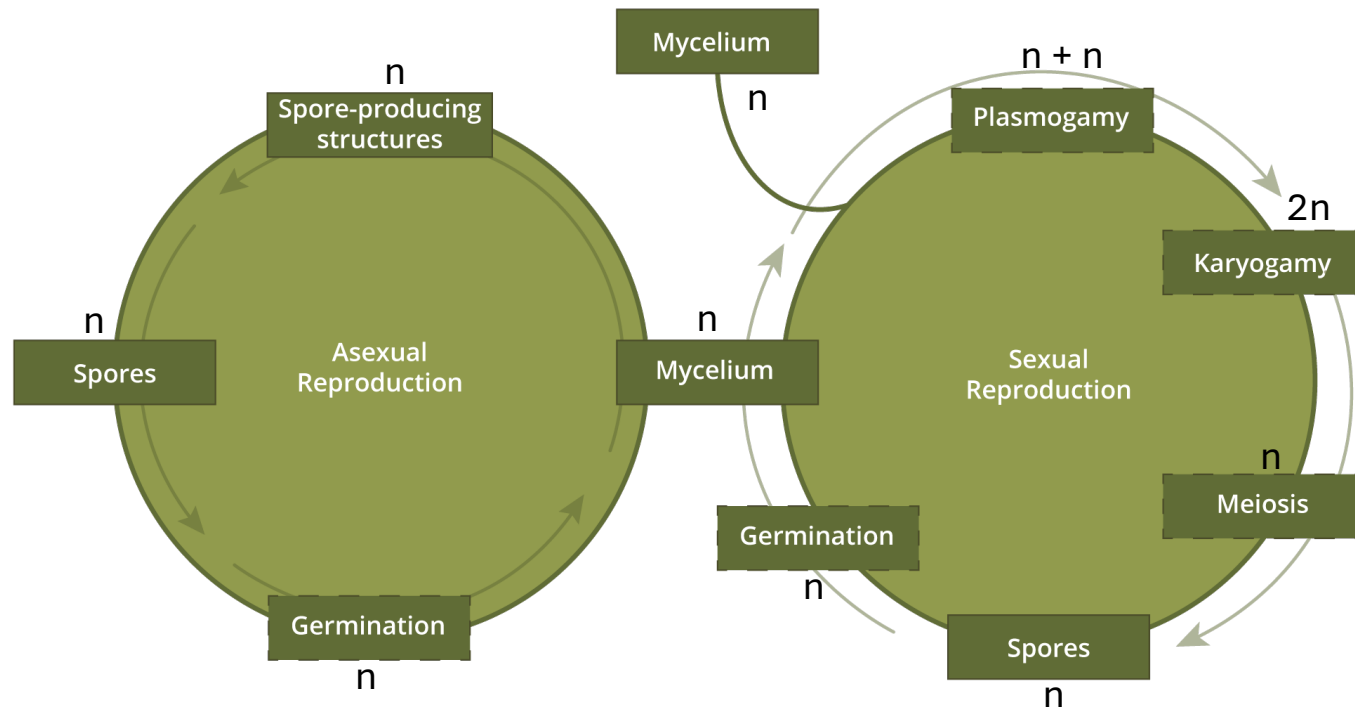 Mycelium
n
n + n
Plasmogamy
n
Spore-producing
structures
2n
Karyogamy
n
Spores
Asexual
Reproduction
n
Mycelium
Sexual
Reproduction
n
Meiosis
Germination
n
Germination
n
Spores
n